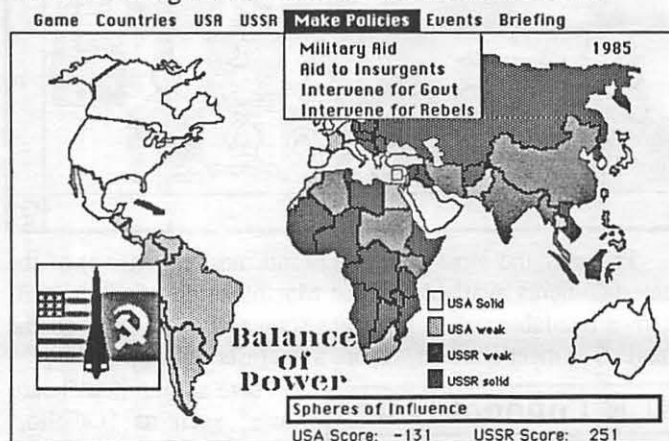 Game Countries USA USSR Make Policies Events Briefing
Military Aid
Aid to Insurgents
Intervene for Govt
Intervene for Rebels
1985
Balance
of
Power
USA Solid
USA weak
USSR weak
USSR solid
Spheres of Influence
USA Score: -131 USSR Score: 251